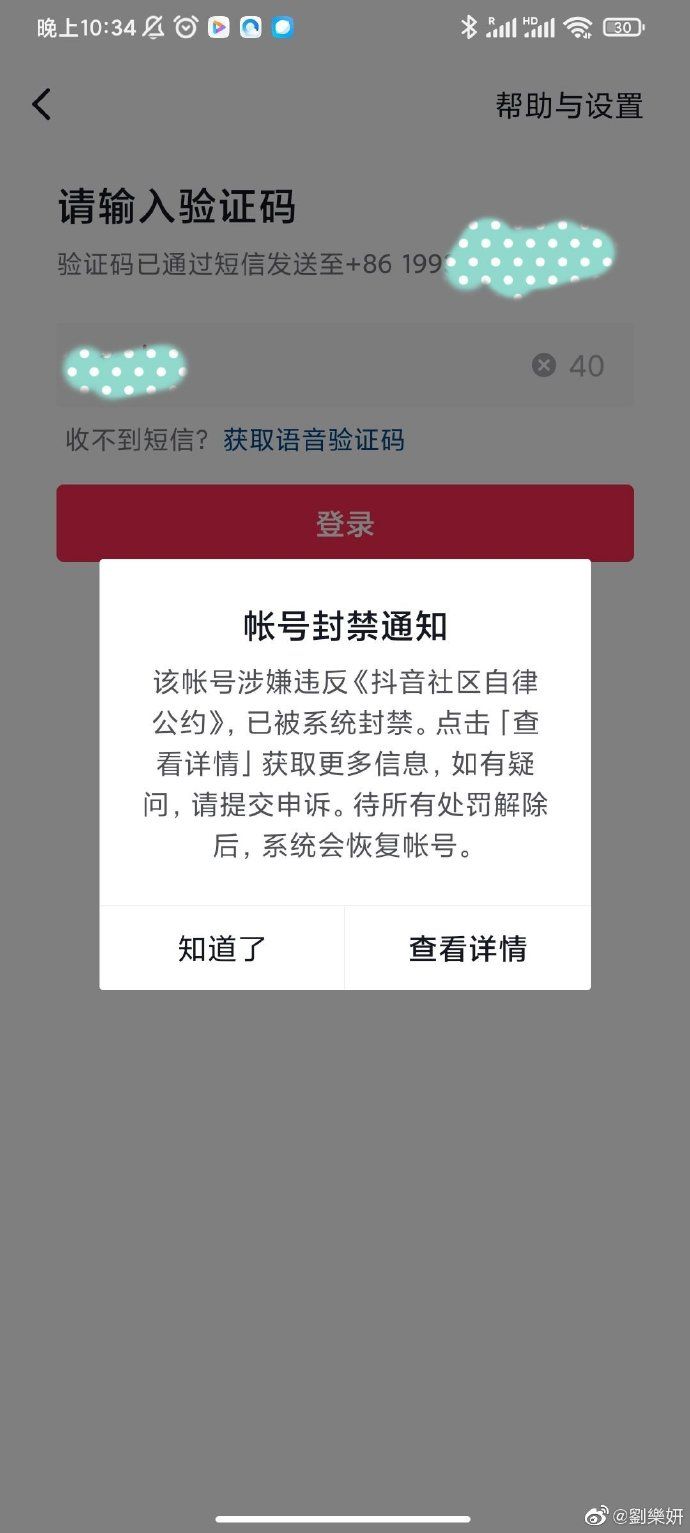 晚上10:34
R HD 30
帮助与设置
请输入验证码
验证码已通过短信发送至+86 199
40
收不到短信? 获取语音验证码
登录
帐号封禁通知
该帐号涉嫌违反《抖音社区自律
公约》,已被系统封禁。点击「查
看详情」获取更多信息,如有疑
问,请提交申诉。待所有处罚解除
后,系统会恢复帐号。
知道了 查看详情
@劉樂妍